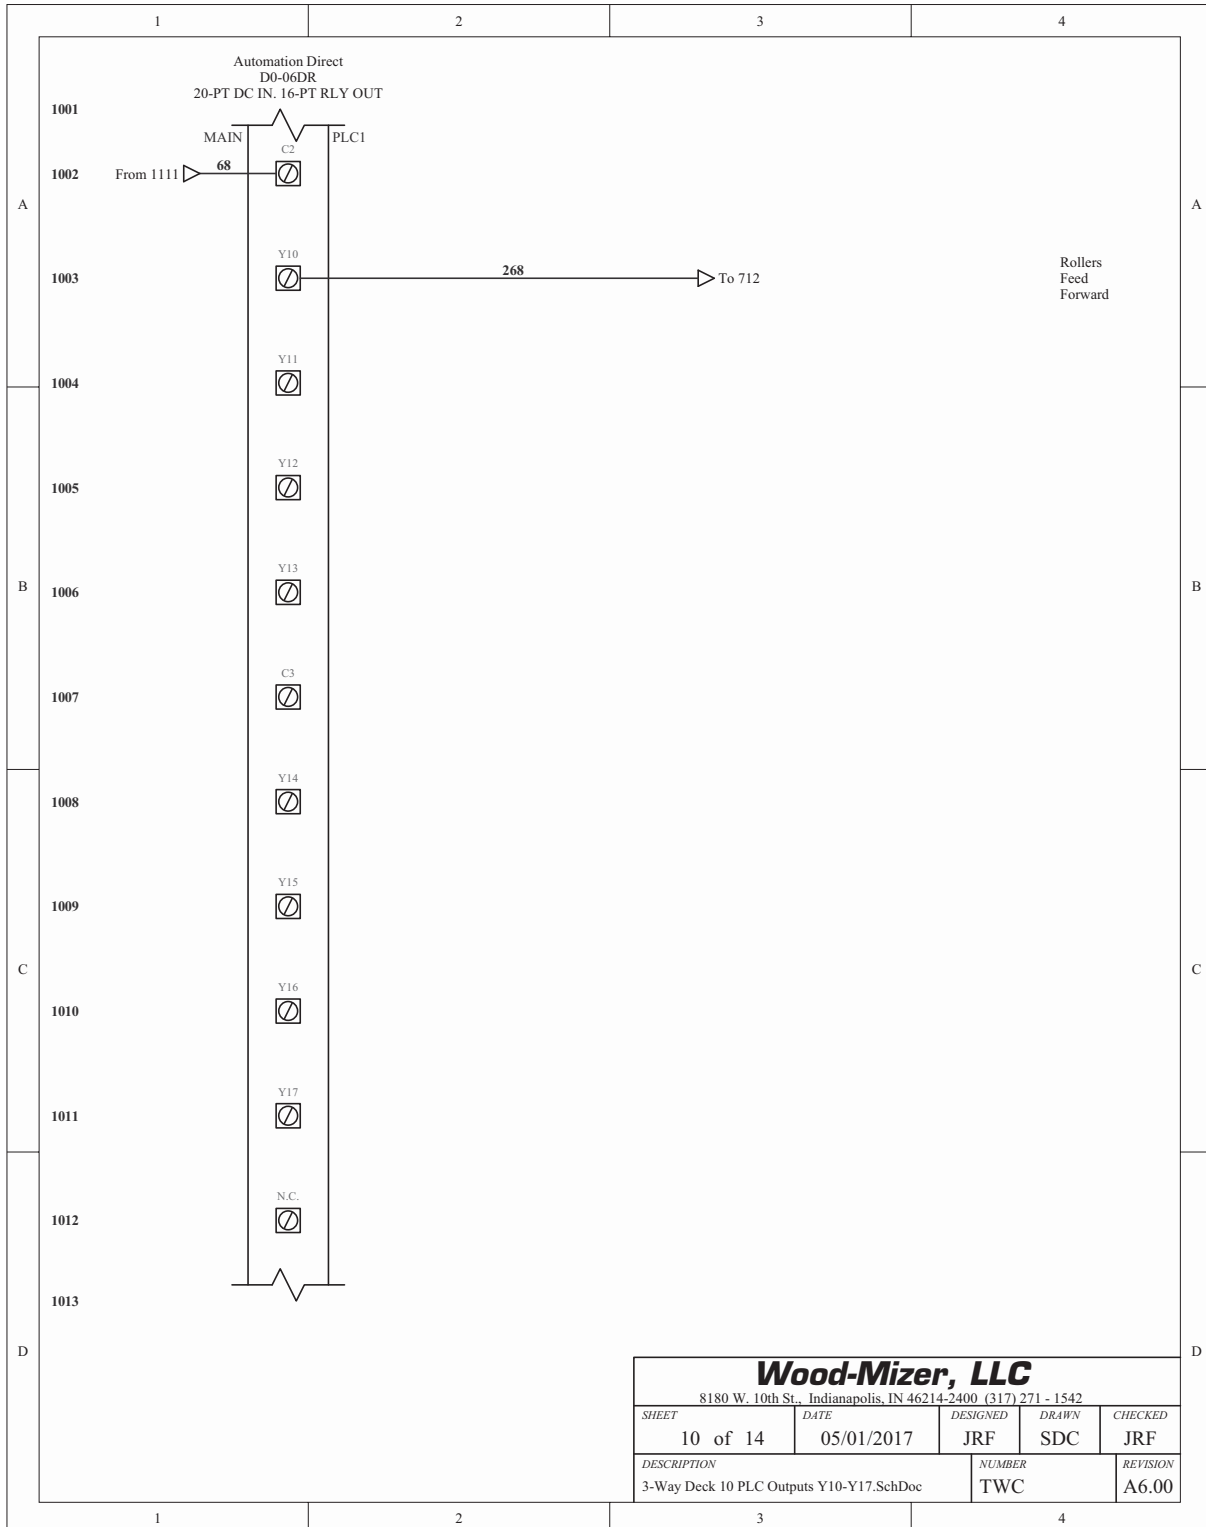 1 2 3 4
Automation Direct
D0-06DR
20-PT DC IN. 16-PT RLY OUT
1001
MAIN PLC1
C2
1002 From 1111 68
A A
Y10
1003 268 To 712
Rollers
Feed
Forward
Y11
1004
Y12
1005
Y13
B 1006 B
C3
1007
Y14
1008
Y15
1009
C C
Y16
1010
Y17
1011
N.C.
1012
1013
D D
Wood-Mizer, LLC
8180 W. 10th St., Indianapolis, IN 46214-2400 (317) 271 - 1542
SHEET DATE DESIGNED DRAWN CHECKED
10 of 14 05/01/2017 JRF SDC JRF
DESCRIPTION NUMBER REVISION
3-Way Deck 10 PLC Outputs Y10-Y17.SchDoc TWC A6.00
1 2 3 4